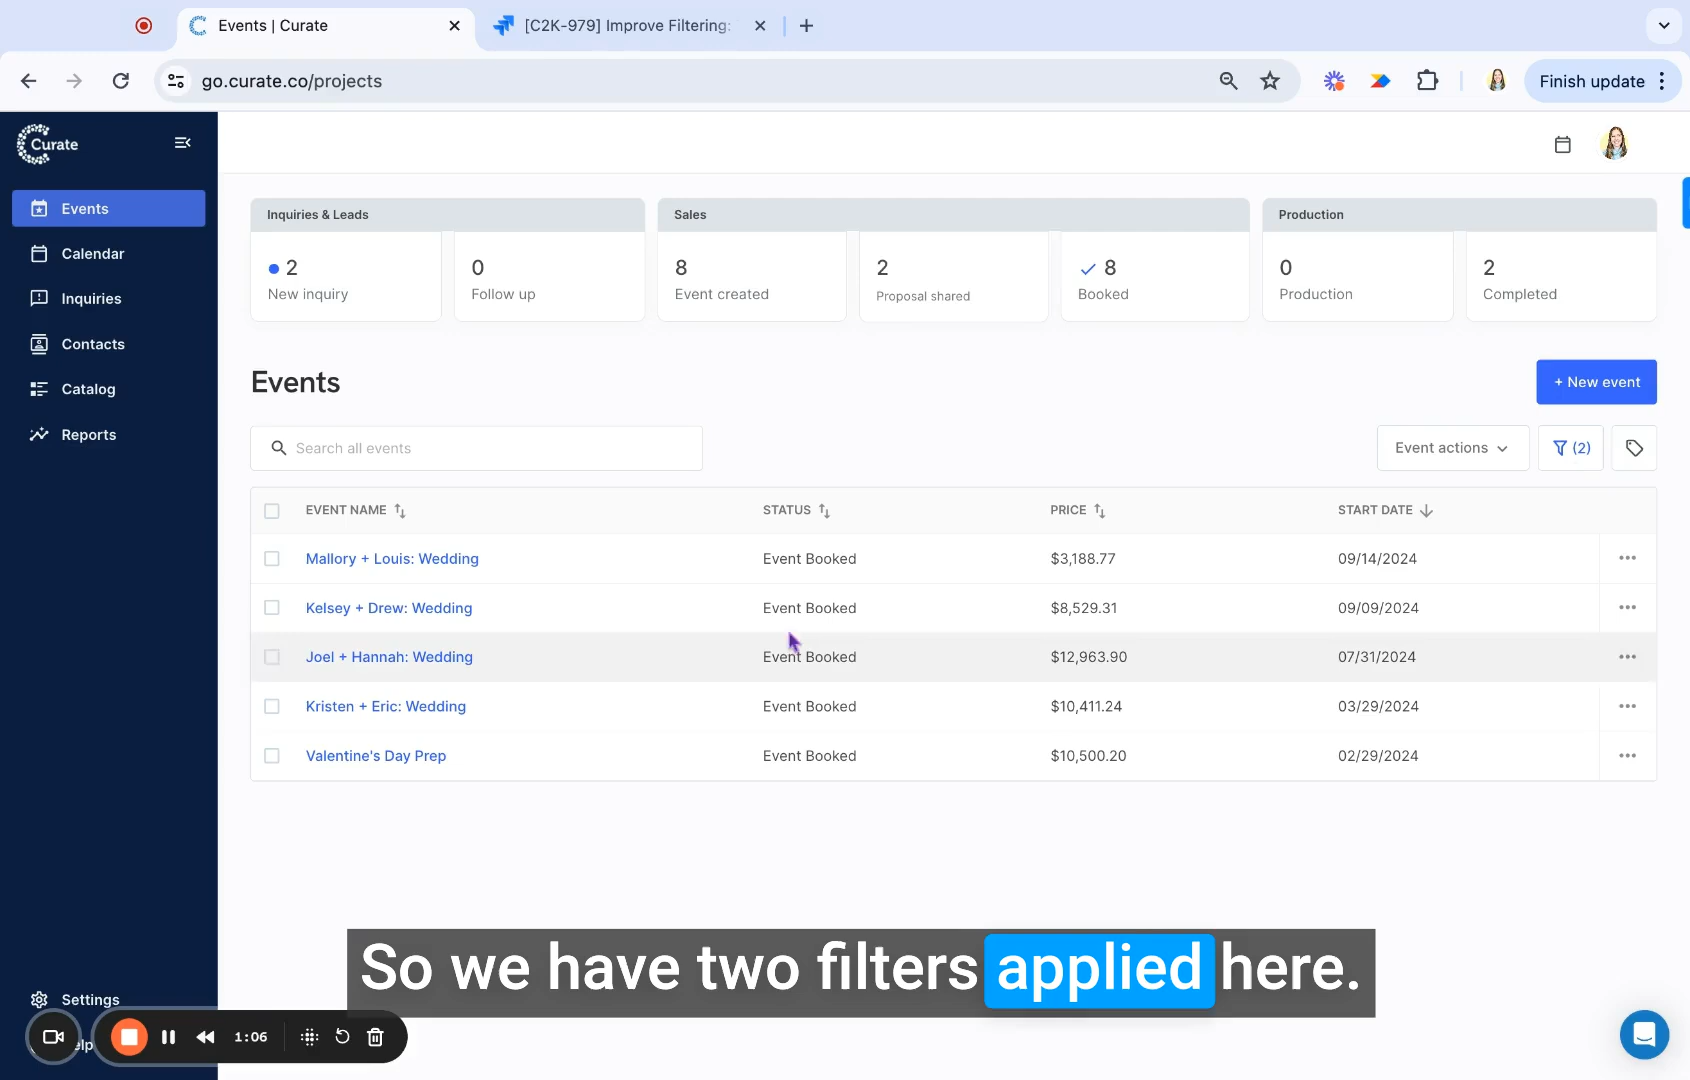 Events | Curate
[C2K-979] Improve Filtering:
go.curate.co/projects
Finish update
Curate
Events
Calendar
Inquiries
Contacts
Catalog
Reports
Settings
Inquiries & Leads
Sales
Production
2
New inquiry
0
Follow up
8
Event created
2
Proposal shared
8
Booked
0
Production
2
Completed
Events
+ New event
Search all events
Event actions
(2)
EVENT NAME STATUS PRICE START DATE
Mallory + Louis: Wedding Event Booked $3,188.77 09/14/2024
Kelsey + Drew: Wedding Event Booked $8,529.31 09/09/2024
Joel + Hannah: Wedding Event Booked $12,963.90 07/31/2024
Kristen + Eric: Wedding Event Booked $10,411.24 03/29/2024
Valentine's Day Prep Event Booked $10,500.20 02/29/2024
So we have two filters applied here.
1:06